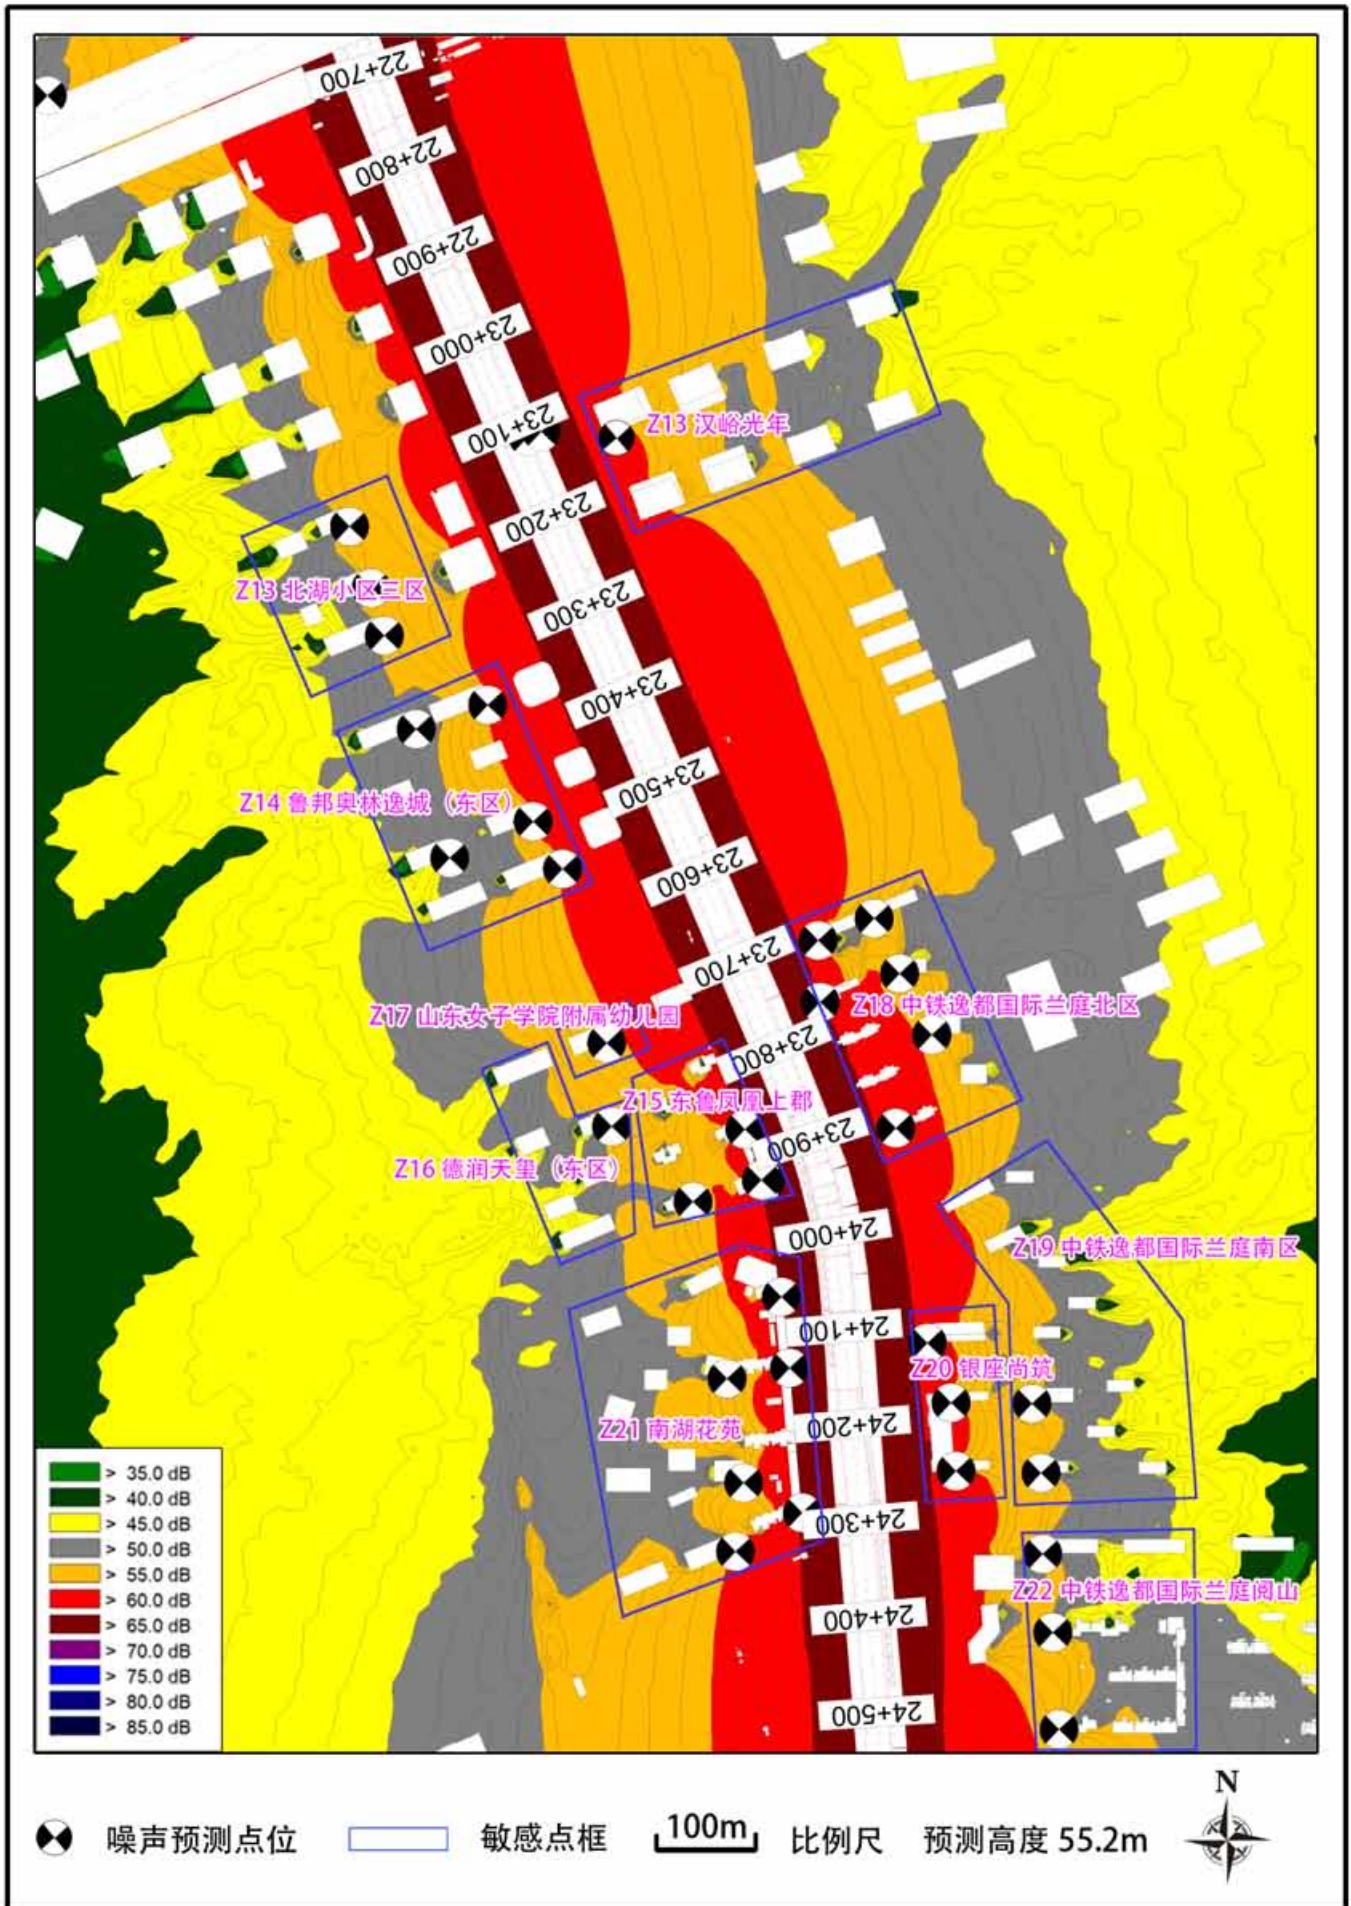 22+700
22+800
22+900
23+000
23+100
Z13 汉峪光年
23+200
Z13 北湖小区三区
23+300
23+400
23+500
Z14 鲁邦奥林逸城（东区）
23+600
23+700
Z17 山东女子学院附属幼儿园
Z18 中铁逸都国际兰庭北区
23+800
Z15 东鲁凤凰上郡
23+900
Z16 德润天玺（东区）
24+000
Z19 中铁逸都国际兰庭南区
24+100
Z20 银座尚筑
24+200
Z21 南湖花苑
24+300
Z22 中铁逸都国际兰庭阅山
24+400
24+500
> 35.0 dB
> 40.0 dB
> 45.0 dB
> 50.0 dB
> 55.0 dB
> 60.0 dB
> 65.0 dB
> 70.0 dB
> 75.0 dB
> 80.0 dB
> 85.0 dB
N
噪声预测点位 敏感点框 100m 比例尺 预测高度 55.2m